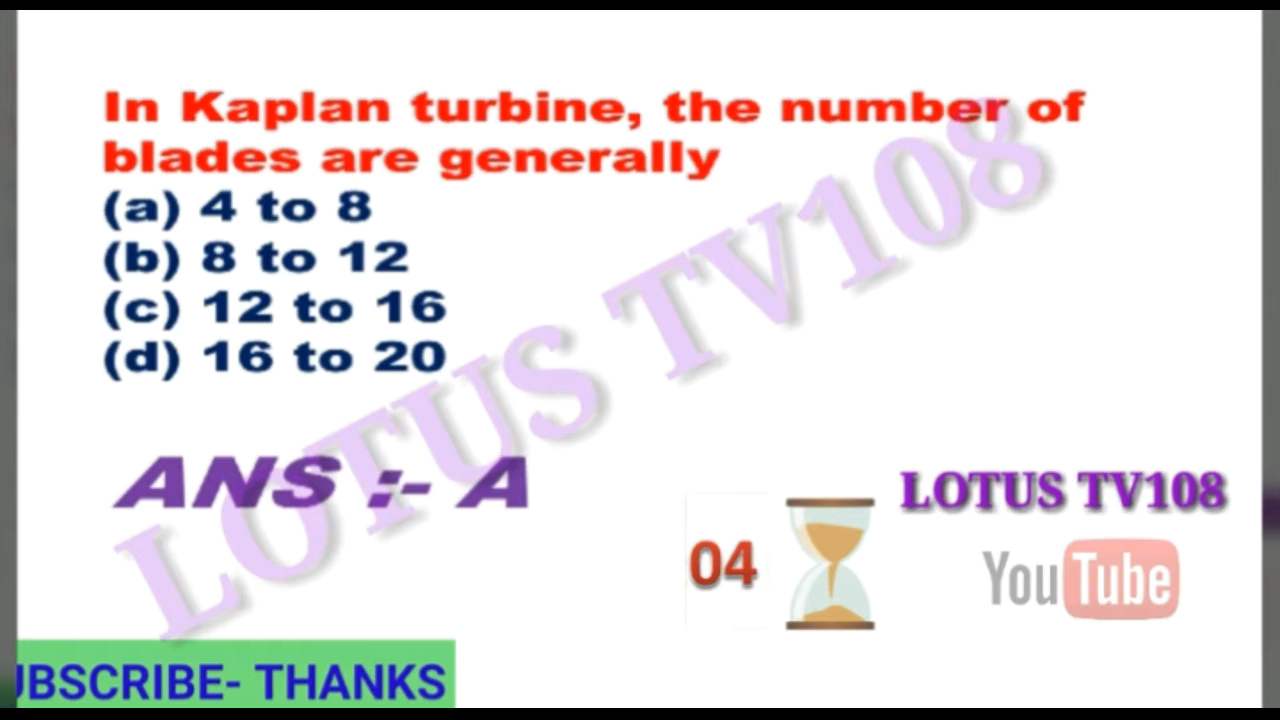 In Kaplan turbine, the number of
blades are generally
(a) 4 to 8
(b) 8 to 12
(c) 12 to 16
(d) 16 to 20
ANS :- A
LOTUS TV108
04
LOTUS TV108
YouTube
UBSCRIBE- THANKS